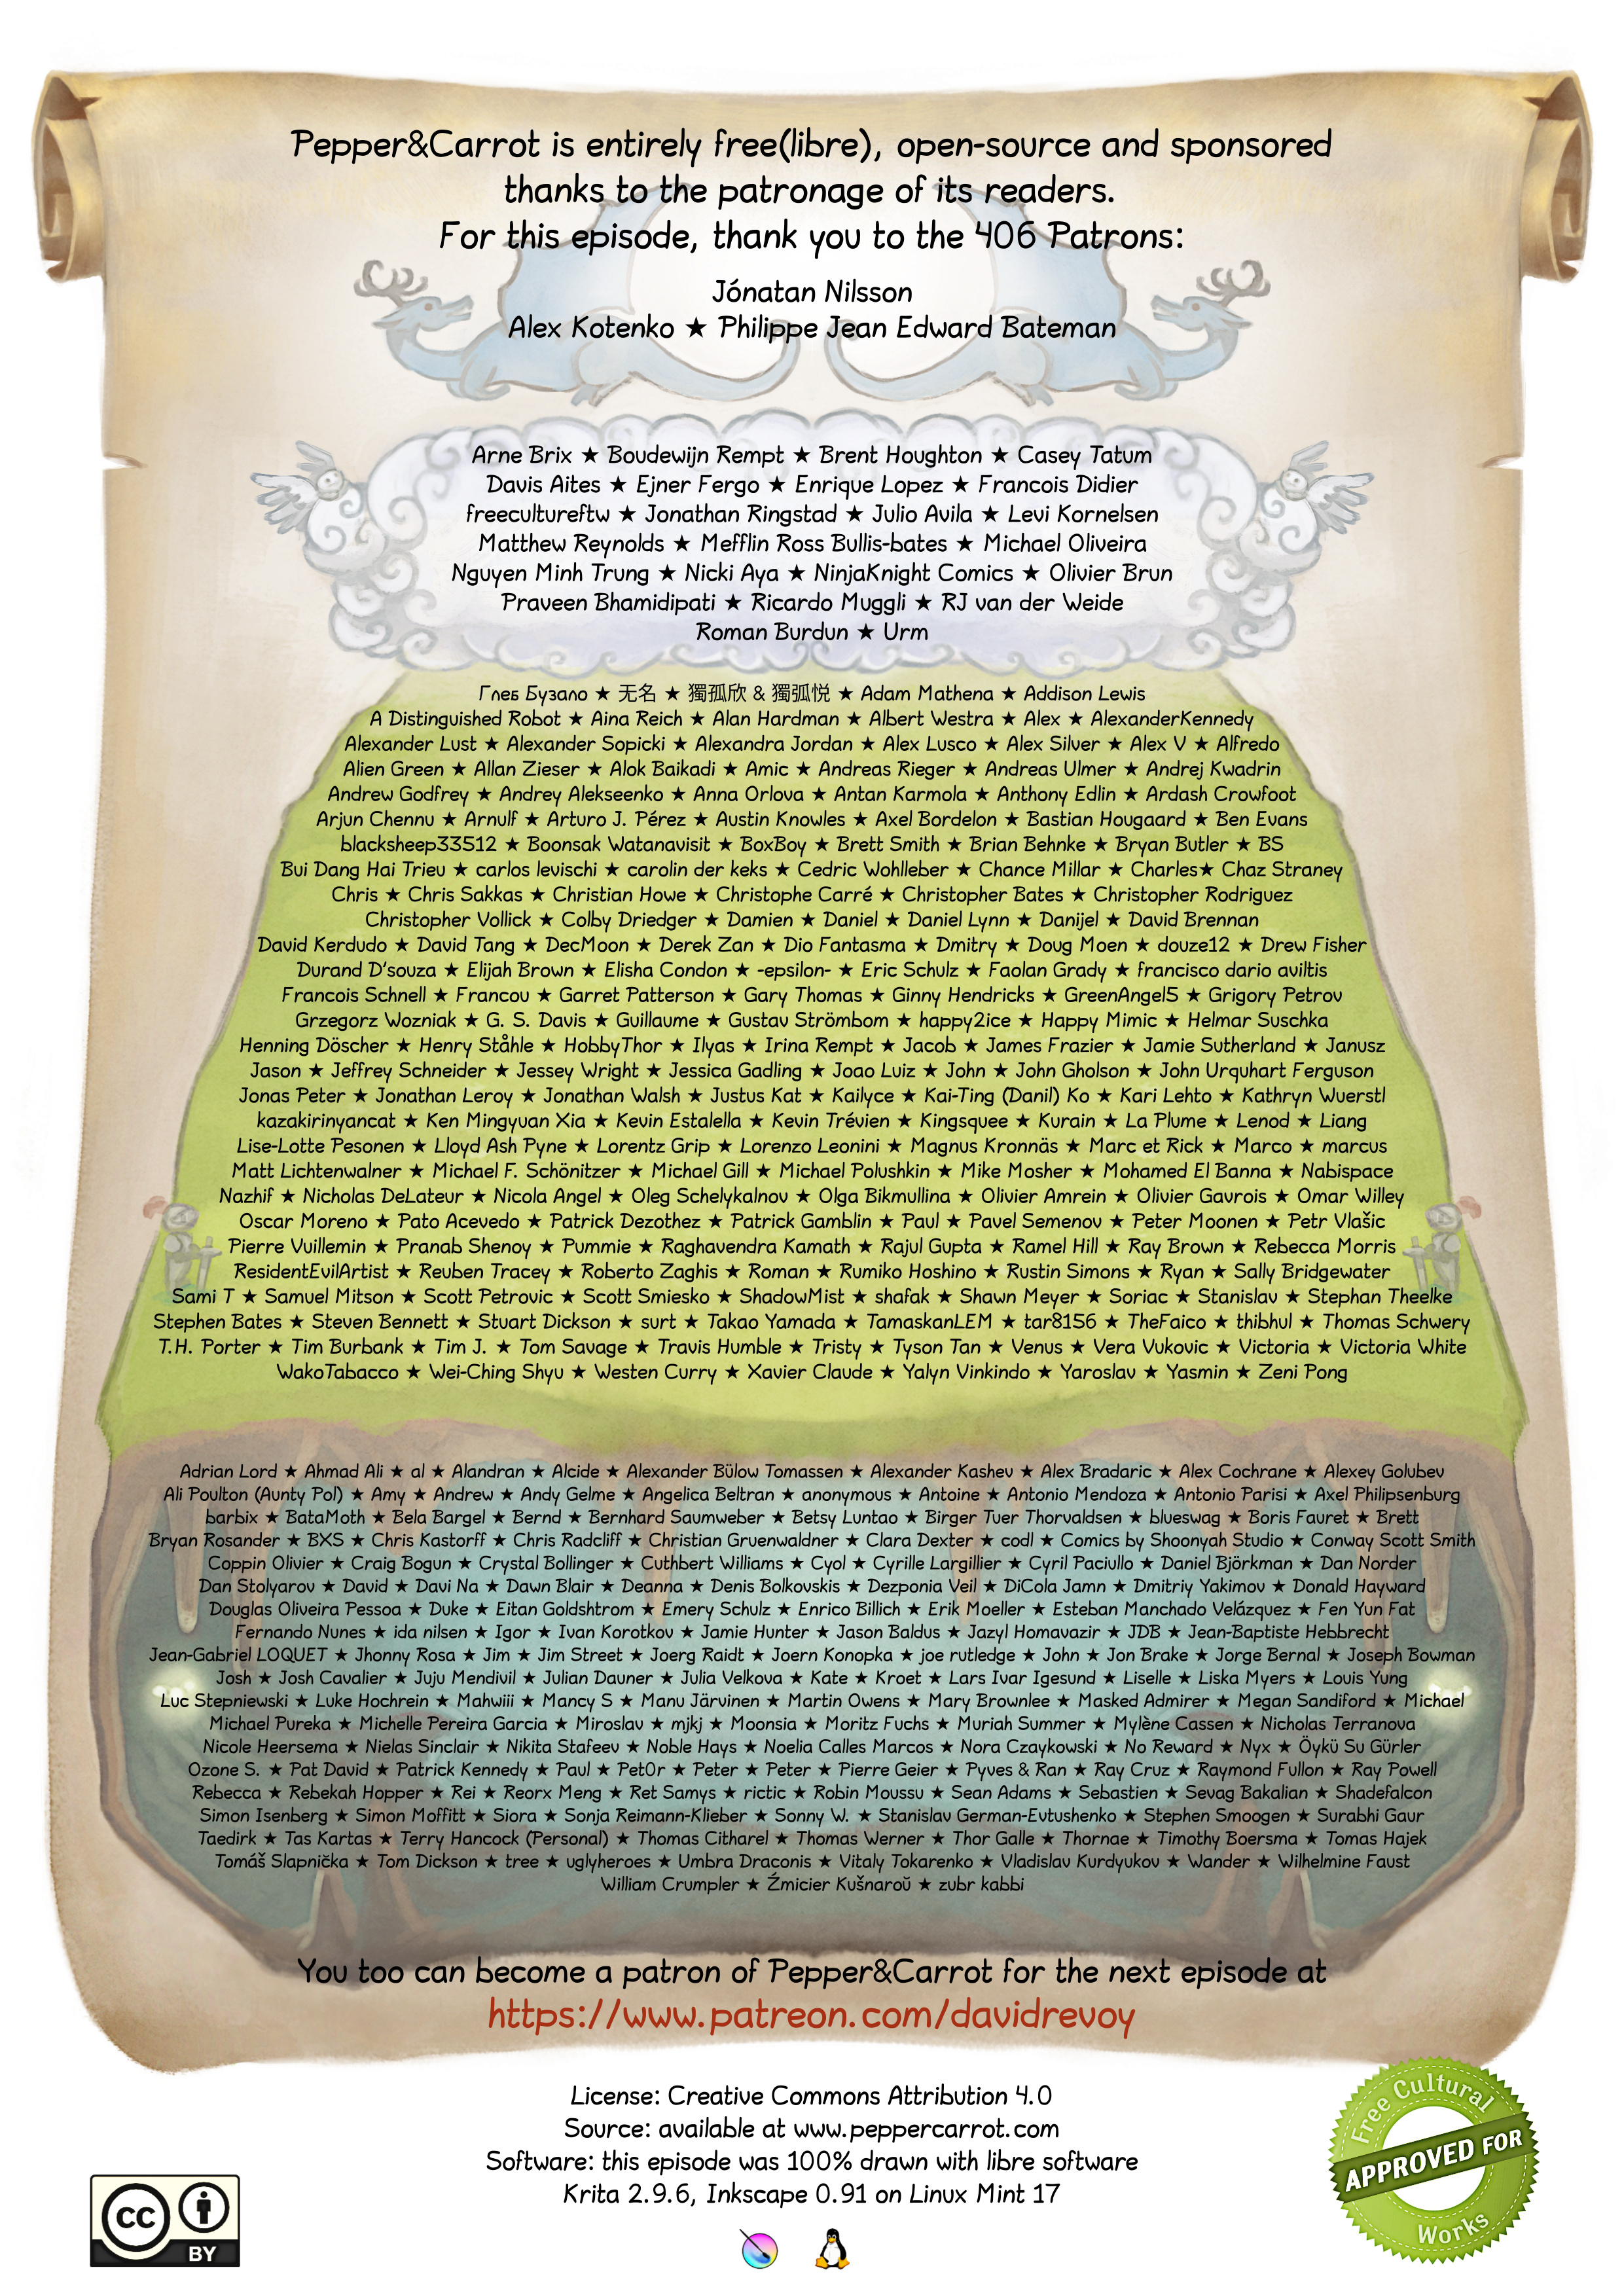 Pepper&Carrot is entirely free(libre), open-source and sponsored
thanks to the patronage of its readers.
For this episode, thank you to the 406 Patrons:
Jónatan Nilsson
Alex Kotenko ★ Philippe Jean Edward Bateman
Arne Brix ★ Boudewijn Rempt ★ Brent Houghton ★ Casey Tatum
Davis Aites ★ Ejner Fergo ★ Enrique Lopez ★ Francois Didier
freecultureftw ★ Jonathan Ringstad ★ Julio Avila ★ Levi Kornelsen
Matthew Reynolds ★ Mefflin Ross Bullis-bates ★ Michael Oliveira
Nguyen Minh Trung ★ Nicki Aya ★ NinjaKnight Comics ★ Olivier Brun
Praveen Bhamidipati ★ Ricardo Muggli ★ RJ van der Weide
Roman Burdun ★ Urm
Глеб Бузало ★ 无名 ★ 獨孤欣 & 獨弧悦 ★ Adam Mathena ★ Addison Lewis
A Distinguished Robot ★ Aina Reich ★ Alan Hardman ★ Albert Westra ★ Alex ★ AlexanderKennedy
Alexander Lust ★ Alexander Sopicki ★ Alexandra Jordan ★ Alex Lusco ★ Alex Silver ★ Alex V ★ Alfredo
Alien Green ★ Allan Zieser ★ Alok Baikadi ★ Amic ★ Andreas Rieger ★ Andreas Ulmer ★ Andrej Kwadrin
Andrew Godfrey ★ Andrey Alekseenko ★ Anna Orlova ★ Antan Karmola ★ Anthony Edlin ★ Ardash Crowfoot
Arjun Chennu ★ Arnulf ★ Arturo J. Pérez ★ Austin Knowles ★ Axel Bordelon ★ Bastian Hougaard ★ Ben Evans
blacksheep33512 ★ Boonsak Watanavisit ★ BoxBoy ★ Brett Smith ★ Brian Behnke ★ Bryan Butler ★ BS
Bui Dang Hai Trieu ★ carlos levischi ★ carolin der keks ★ Cedric Wohlleber ★ Chance Millar ★ Charles★ Chaz Straney
Chris ★ Chris Sakkas ★ Christian Howe ★ Christophe Carré ★ Christopher Bates ★ Christopher Rodriguez
Christopher Vollick ★ Colby Driedger ★ Damien ★ Daniel ★ Daniel Lynn ★ Danijel ★ David Brennan
David Kerdudo ★ David Tang ★ DecMoon ★ Derek Zan ★ Dio Fantasma ★ Dmitry ★ Doug Moen ★ douze12 ★ Drew Fisher
Durand D'souza ★ Elijah Brown ★ Elisha Condon ★ -epsilon- ★ Eric Schulz ★ Faolan Grady ★ francisco dario aviltis
Francois Schnell ★ Francou ★ Garret Patterson ★ Gary Thomas ★ Ginny Hendricks ★ GreenAngel5 ★ Grigory Petrov
Grzegorz Wozniak ★ G. S. Davis ★ Guillaume ★ Gustav Strömbom ★ happy2ice ★ Happy Mimic ★ Helmar Suschka
Henning Döscher ★ Henry Ståhle ★ HobbyThor ★ Ilyas ★ Irina Rempt ★ Jacob ★ James Frazier ★ Jamie Sutherland ★ Janusz
Jason ★ Jeffrey Schneider ★ Jessey Wright ★ Jessica Gadling ★ Joao Luiz ★ John ★ John Gholson ★ John Urquhart Ferguson
Jonas Peter ★ Jonathan Leroy ★ Jonathan Walsh ★ Justus Kat ★ Kailyce ★ Kai-Ting (Danil) Ko ★ Kari Lehto ★ Kathryn Wuerstl
kazakirinyancat ★ Ken Mingyuan Xia ★ Kevin Estalella ★ Kevin Trévien ★ Kingsquee ★ Kurain ★ La Plume ★ Lenod ★ Liang
Lise-Lotte Pesonen ★ Lloyd Ash Pyne ★ Lorentz Grip ★ Lorenzo Leonini ★ Magnus Kronnäs ★ Marc et Rick ★ Marco ★ marcus
Matt Lichtenwalner ★ Michael F. Schönitzer ★ Michael Gill ★ Michael Polushkin ★ Mike Mosher ★ Mohamed El Banna ★ Nabispace
Nazhif ★ Nicholas DeLateur ★ Nicola Angel ★ Oleg Schelykalnov ★ Olga Bikmullina ★ Olivier Amrein ★ Olivier Gavrois ★ Omar Willey
Oscar Moreno ★ Pato Acevedo ★ Patrick Dezothez ★ Patrick Gamblin ★ Paul ★ Pavel Semenov ★ Peter Moonen ★ Petr Vlašic
Pierre Vuillemin ★ Pranab Shenoy ★ Pummie ★ Raghavendra Kamath ★ Rajul Gupta ★ Ramel Hill ★ Ray Brown ★ Rebecca Morris
ResidentEvilArtist ★ Reuben Tracey ★ Roberto Zaghis ★ Roman ★ Rumiko Hoshino ★ Rustin Simons ★ Ryan ★ Sally Bridgewater
Sami T ★ Samuel Mitson ★ Scott Petrovic ★ Scott Smiesko ★ ShadowMist ★ shafak ★ Shawn Meyer ★ Soriac ★ Stanislav ★ Stephan Theelke
Stephen Bates ★ Steven Bennett ★ Stuart Dickson ★ surt ★ Takao Yamada ★ TamaskanLEM ★ tar8156 ★ TheFaico ★ thibhul ★ Thomas Schwery
T.H. Porter ★ Tim Burbank ★ Tim J. ★ Tom Savage ★ Travis Humble ★ Tristy ★ Tyson Tan ★ Venus ★ Vera Vukovic ★ Victoria ★ Victoria White
WakoTabacco ★ Wei-Ching Shyu ★ Westen Curry ★ Xavier Claude ★ Yalyn Vinkindo ★ Yaroslav ★ Yasmin ★ Zeni Pong
Adrian Lord ★ Ahmad Ali ★ al ★ Alandran ★ Alcide ★ Alexander Bülow Tomassen ★ Alexander Kashev ★ Alex Bradaric ★ Alex Cochrane ★ Alexey Golubev
Ali Poulton (Aunty Pol) ★ Amy ★ Andrew ★ Andy Gelme ★ Angelica Beltran ★ anonymous ★ Antoine ★ Antonio Mendoza ★ Antonio Parisi ★ Axel Philipsenburg
barbix ★ BataMoth ★ Bela Bargel ★ Bernd ★ Bernhard Saumweber ★ Betsy Luntao ★ Birger Tuer Thorvaldsen ★ blueswag ★ Boris Fauret ★ Brett
Bryan Rosander ★ BXS ★ Chris Kastorff ★ Chris Radcliff ★ Christian Gruenwaldner ★ Clara Dexter ★ codl ★ Comics by Shoonyah Studio ★ Conway Scott Smith
Coppin Olivier ★ Craig Bogun ★ Crystal Bollinger ★ Cuthbert Williams ★ Cyol ★ Cyrille Largillier ★ Cyril Paciullo ★ Daniel Björkman ★ Dan Norder
Dan Stolyarov ★ David ★ Davi Na ★ Dawn Blair ★ Deanna ★ Denis Bolkovskis ★ Dezponia Veil ★ DiCola Jamn ★ Dmitriy Yakimov ★ Donald Hayward
Douglas Oliveira Pessoa ★ Duke ★ Eitan Goldshtrom ★ Emery Schulz ★ Enrico Billich ★ Erik Moeller ★ Esteban Manchado Velázquez ★ Fen Yun Fat
Fernando Nunes ★ ida nilsen ★ Igor ★ Ivan Korotkov ★ Jamie Hunter ★ Jason Baldus ★ Jazyl Homavazir ★ JDB ★ Jean-Baptiste Hebbrecht
Jean-Gabriel LOQUET ★ Jhonny Rosa ★ Jim ★ Jim Street ★ Joerg Raidt ★ Joern Konopka ★ joe rutledge ★ John ★ Jon Brake ★ Jorge Bernal ★ Joseph Bowman
Josh ★ Josh Cavalier ★ Juju Mendivil ★ Julian Dauner ★ Julia Velkova ★ Kate ★ Kroet ★ Lars Ivar Igesund ★ Liselle ★ Liska Myers ★ Louis Yung
Luc Stepniewski ★ Luke Hochrein ★ Mahwiii ★ Mancy S ★ Manu Järvinen ★ Martin Owens ★ Mary Brownlee ★ Masked Admirer ★ Megan Sandiford ★ Michael
Michael Pureka ★ Michelle Pereira Garcia ★ Miroslav ★ mjkj ★ Moonsia ★ Moritz Fuchs ★ Muriah Summer ★ Mylène Cassen ★ Nicholas Terranova
Nicole Heersema ★ Nielas Sinclair ★ Nikita Stafeev ★ Noble Hays ★ Noelia Calles Marcos ★ Nora Czaykowski ★ No Reward ★ Nyx ★ Öykü Su Gürler
Ozone S. ★ Pat David ★ Patrick Kennedy ★ Paul ★ Pet0r ★ Peter ★ Peter ★ Pierre Geier ★ Pyves & Ran ★ Ray Cruz ★ Raymond Fullon ★ Ray Powell
Rebecca ★ Rebekah Hopper ★ Rei ★ Reorx Meng ★ Ret Samys ★ rictic ★ Robin Moussu ★ Sean Adams ★ Sebastien ★ Sevag Bakalian ★ Shadefalcon
Simon Isenberg ★ Simon Moffitt ★ Siora ★ Sonja Reimann-Klieber ★ Sonny W. ★ Stanislav German-Evtushenko ★ Stephen Smoogen ★ Surabhi Gaur
Taedirk ★ Tas Kartas ★ Terry Hancock (Personal) ★ Thomas Citharel ★ Thomas Werner ★ Thor Galle ★ Thornae ★ Timothy Boersma ★ Tomas Hajek
Tomáš Slapnička ★ Tom Dickson ★ tree ★ uglyheroes ★ Umbra Draconis ★ Vitaly Tokarenko ★ Vladislav Kurdyukov ★ Wander ★ Wilhelmine Faust
William Crumpler ★ Źmicier Kušnaroŭ ★ zubr kabbi
You too can become a patron of Pepper&Carrot for the next episode at
https://www.patreon.com/davidrevoy
License: Creative Commons Attribution 4.0
Source: available at www.peppercarrot.com
Software: this episode was 100% drawn with libre software
Krita 2.9.6, Inkscape 0.91 on Linux Mint 17
CC BY
Free Cultural
APPROVED FOR
Works